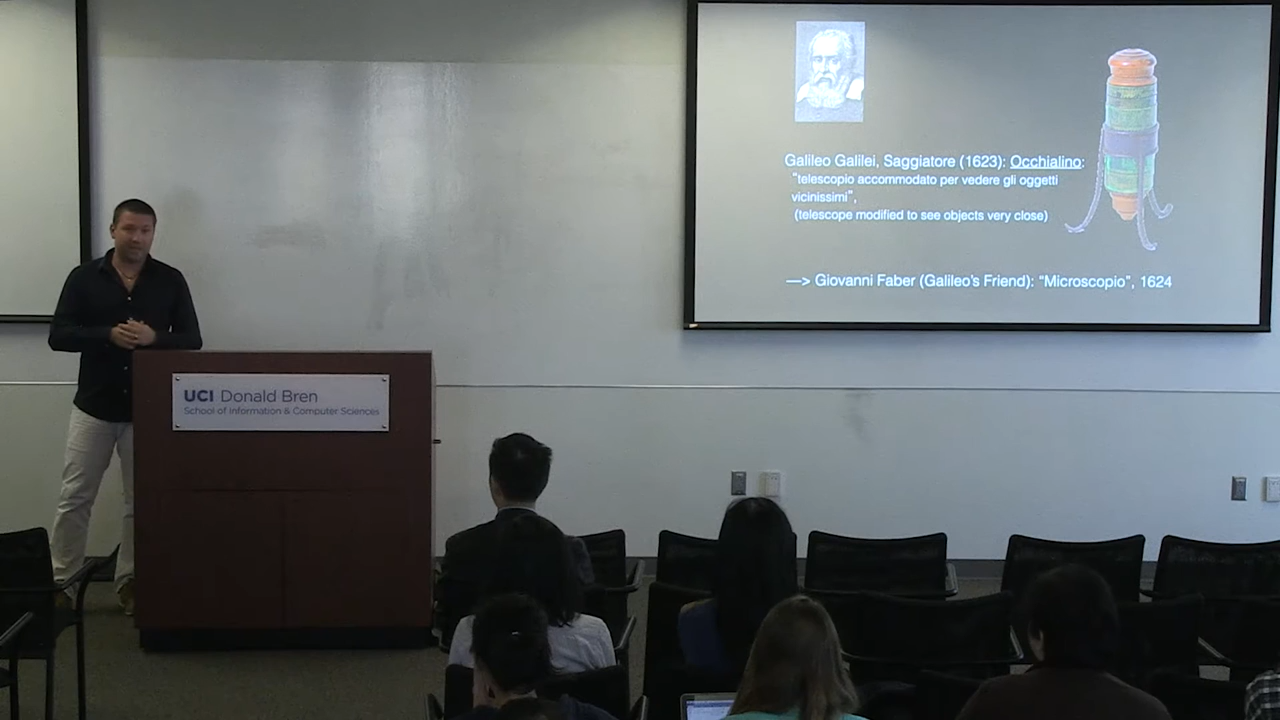 Galileo Galilei, Saggiatore (1623): Occhialino:
"telescopio accommodato per vedere gli oggetti
vicinissimi",
(telescope modified to see objects very close)
—> Giovanni Faber (Galileo's Friend): "Microscopio", 1624
UCI Donald Bren
School of Information & Computer Sciences